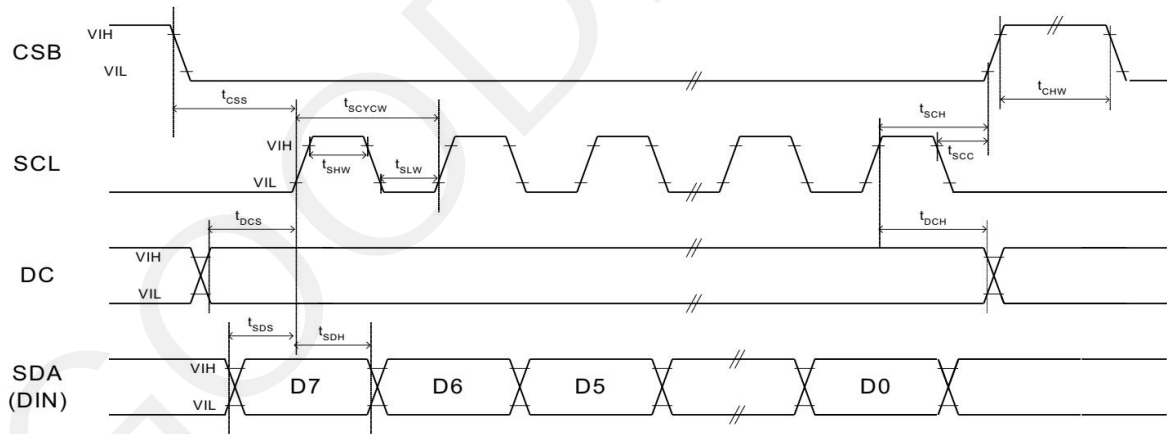 CSB
VIH
VIL
tCSS
tSCYCW
tCHW
tSCH
tSCC
SCL
VIH
VIL
tSHW
tSLW
tDCS
tDCH
DC
VIH
VIL
tSDS
tSDH
SDA
(DIN)
VIH
VIL
D7
D6
D5
D0